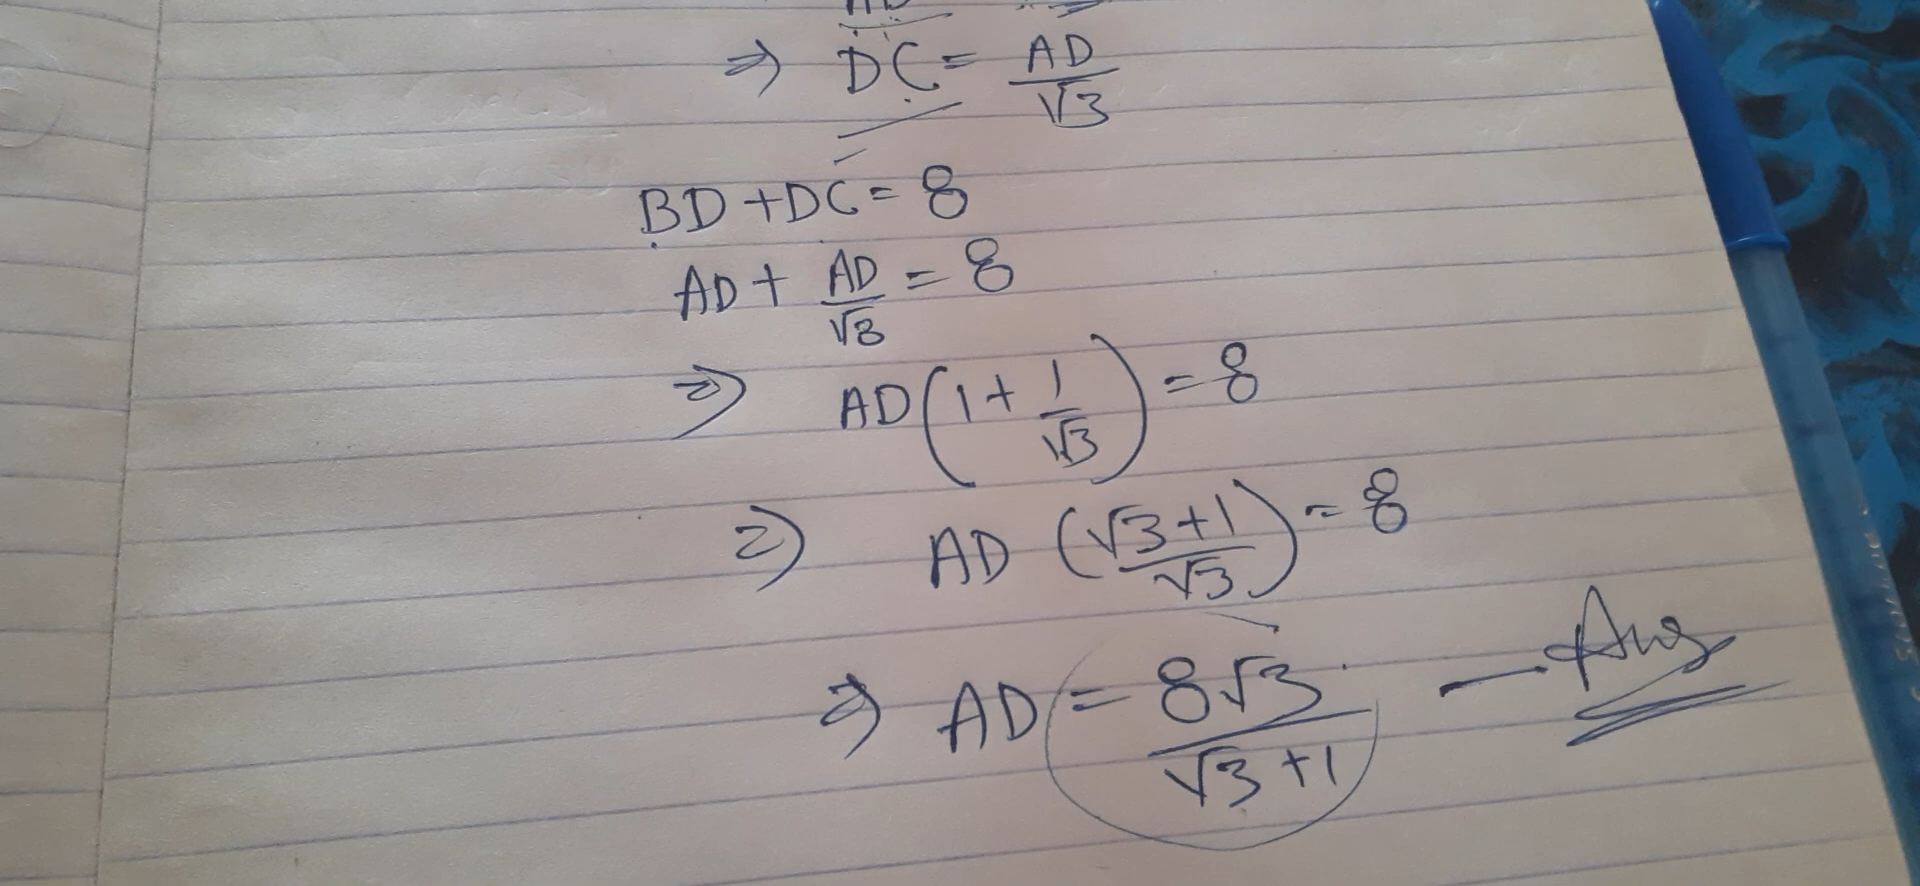 ⇒ DC = AD/√3
BD + DC = 8
AD + AD/√3 = 8
⇒ AD(1 + 1/√3) = 8
⇒ AD (√3+1/√3) = 8
⇒ AD = 8√3/√3+1 — Ans